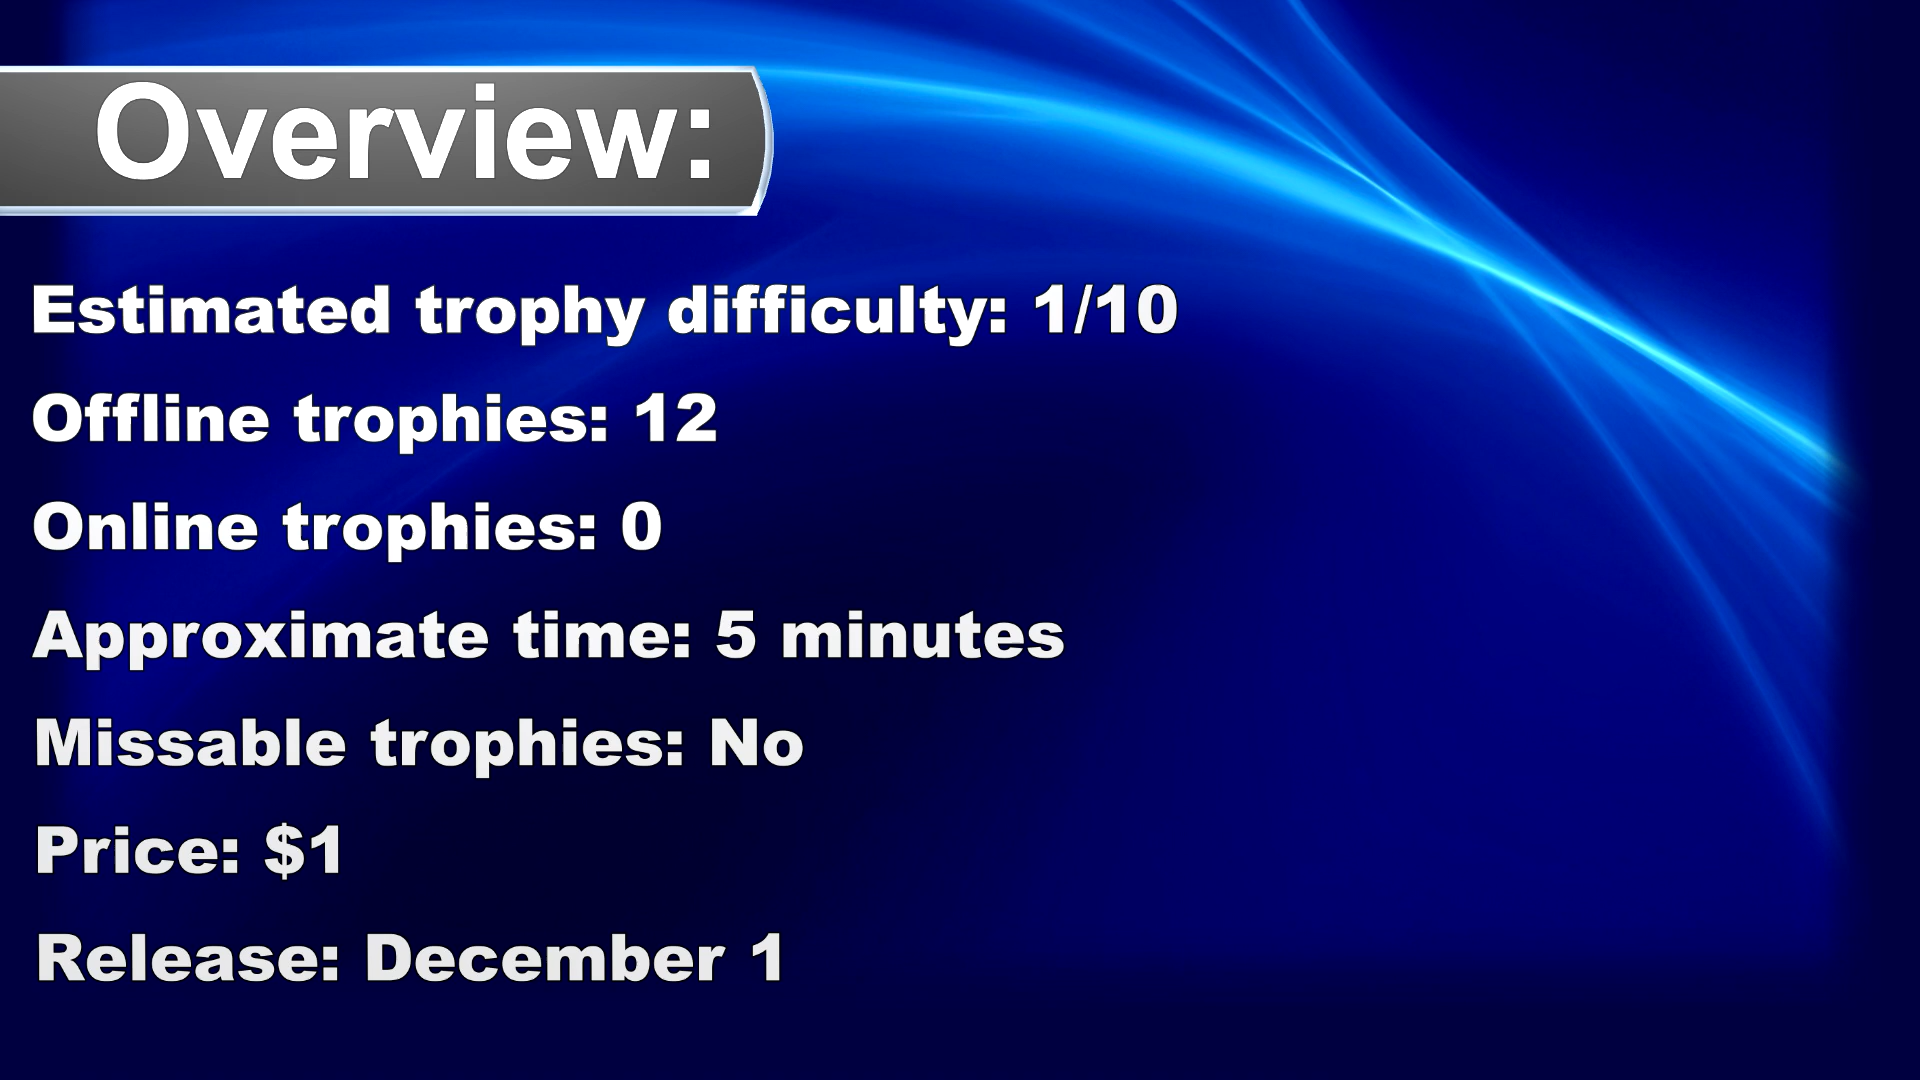 Overview:
Estimated trophy difficulty: 1/10
Offline trophies: 12
Online trophies: 0
Approximate time: 5 minutes
Missable trophies: No
Price: $1
Release: December 1